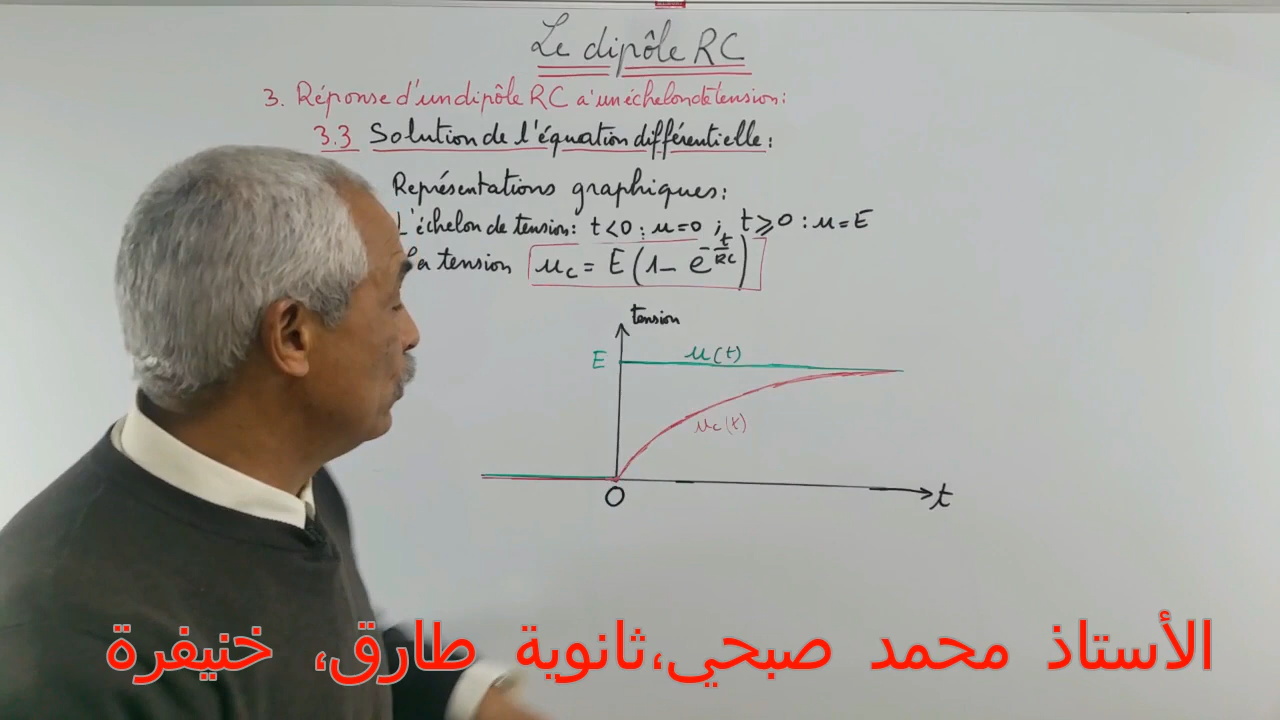 Le dipôle RC
3. Réponse d'un dipôle RC à un échelon de tension:
3.3 Solution de l'équation différentielle:
Représentations graphiques:
L'échelon de tension: t<0 : u=0 ; t⩾0 : u=E
La tension u_C = E(1-e^{-t/RC})
tension
E
u(t)
u_C(t)
O
t
الأستاذ محمد صبحي،ثانوية طارق، خنيفرة